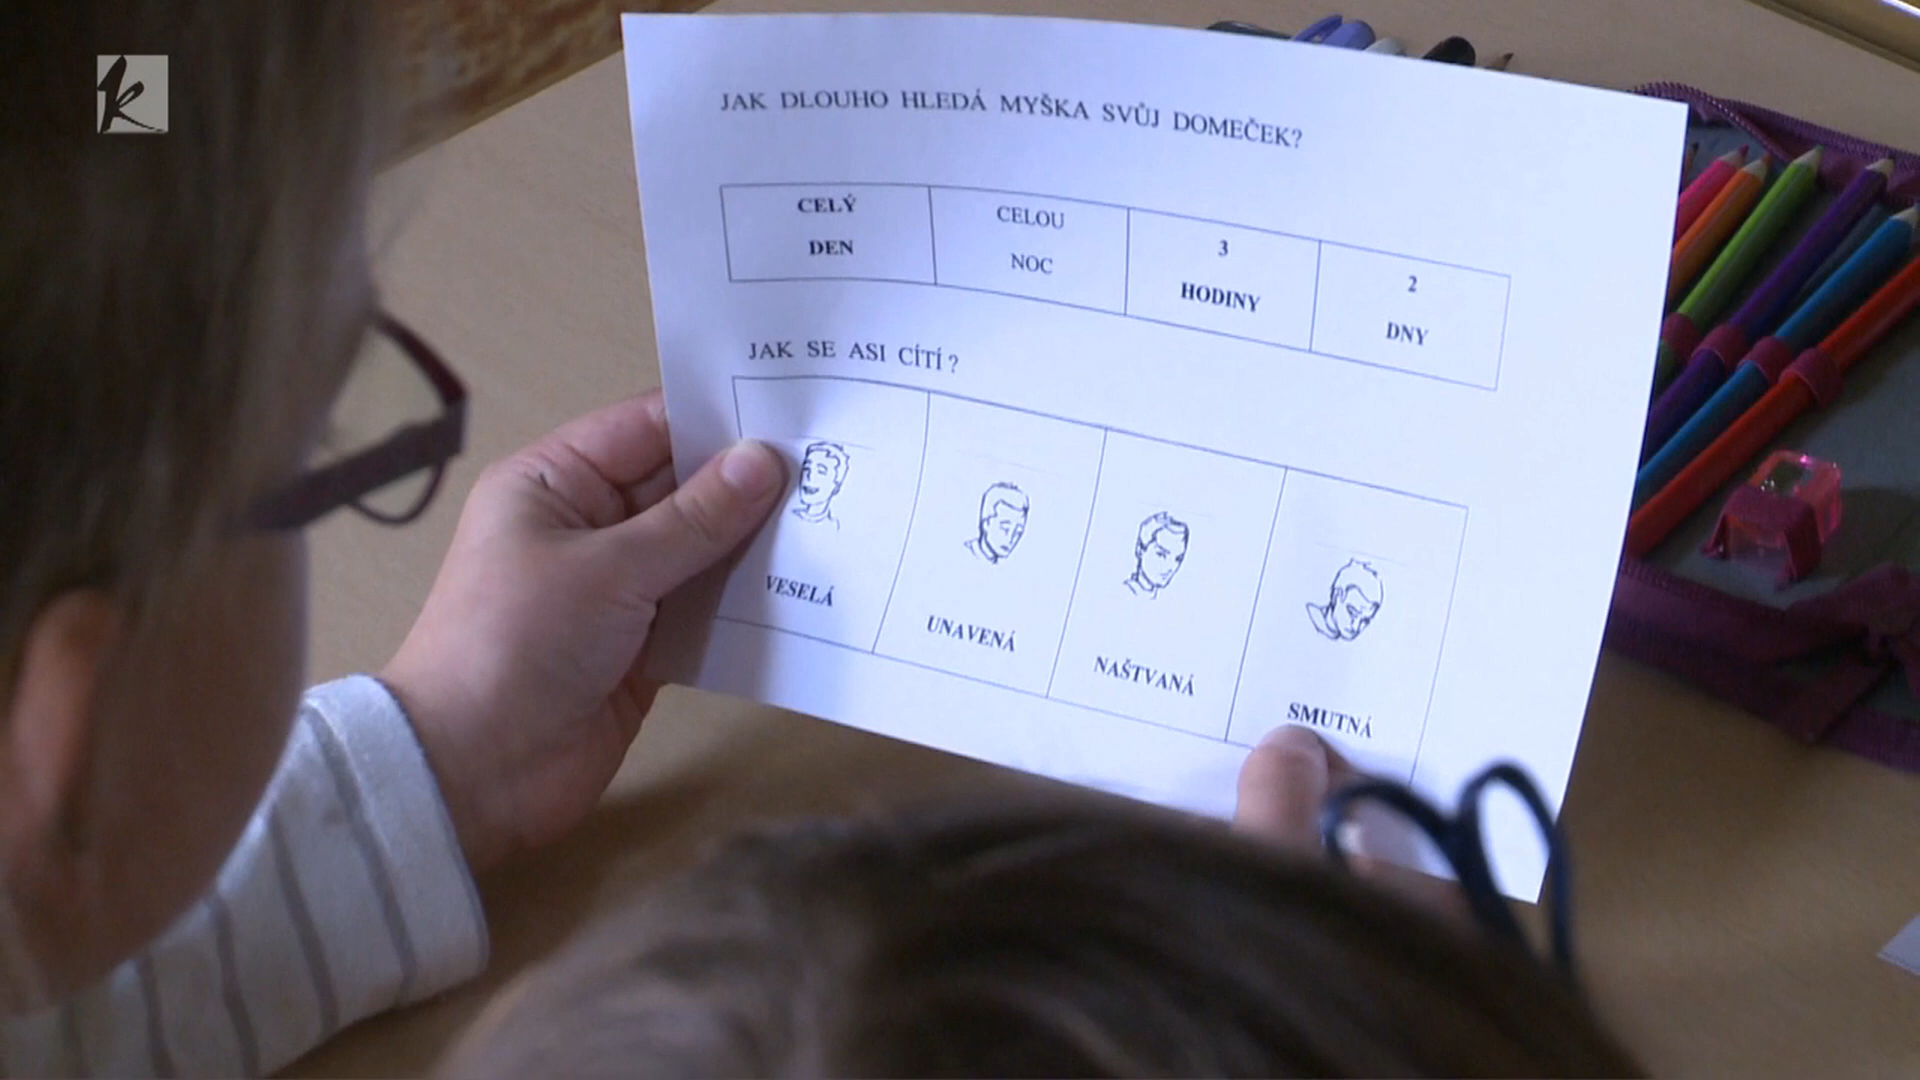 k
JAK DLOUHO HLEDÁ MYŠKA SVŮJ DOMEČEK?
CELÝ
DEN
CELOU
NOC
3
HODINY
2
DNY
JAK SE ASI CÍTÍ?
VESELÁ
UNAVENÁ
NAŠTVANÁ
SMUTNÁ